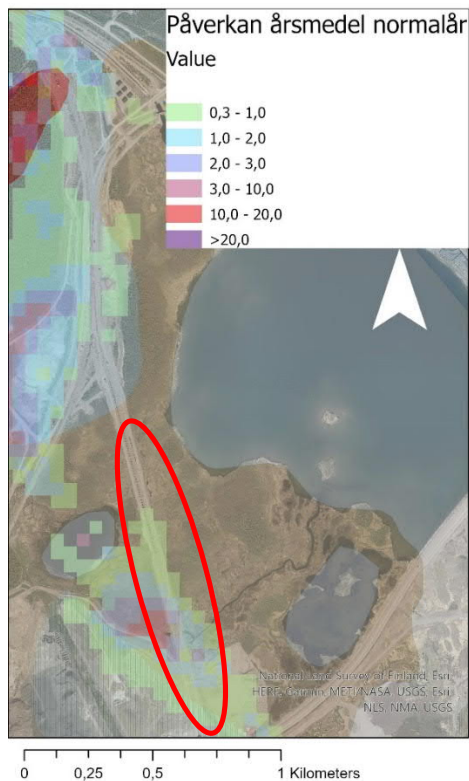 Påverkan årsmedel normalår
Value
0,3 - 1,0
1,0 - 2,0
2,0 - 3,0
3,0 - 10,0
10,0 - 20,0
>20,0
National Land Survey of Finland, Esri,
HERE, Garmin, METI/NASA, USGS, Esri,
NLS, NMA, USGS
0 0,25 0,5 1 Kilometers